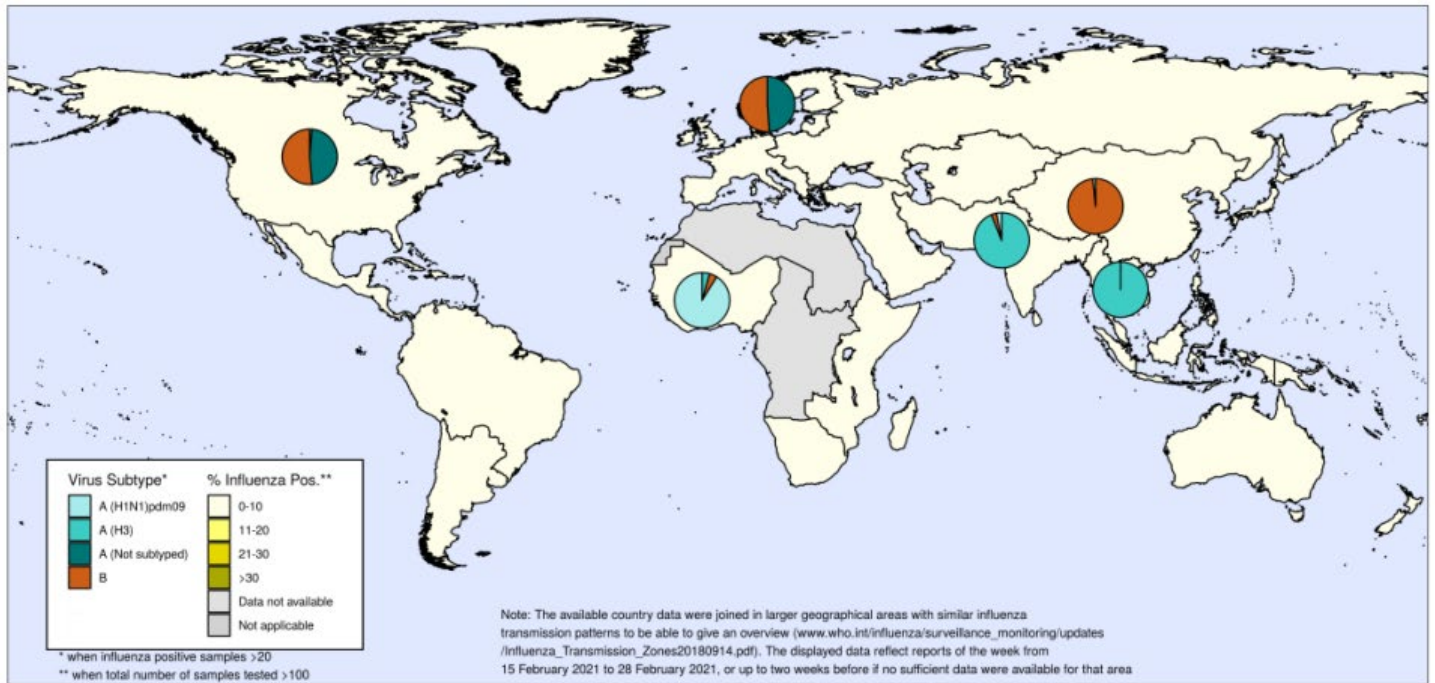 Virus Subtype*
A (H1N1)pdm09
A (H3)
A (Not subtyped)
B
% Influenza Pos.**
0-10
11-20
21-30
>30
Data not available
Not applicable
* when influenza positive samples >20
** when total number of samples tested >100
Note: The available country data were joined in larger geographical areas with similar influenza
transmission patterns to be able to give an overview (www.who.int/influenza/surveillance_monitoring/updates
/Influenza_Transmission_Zones20180914.pdf). The displayed data reflect reports of the week from
15 February 2021 to 28 February 2021, or up to two weeks before if no sufficient data were available for that area